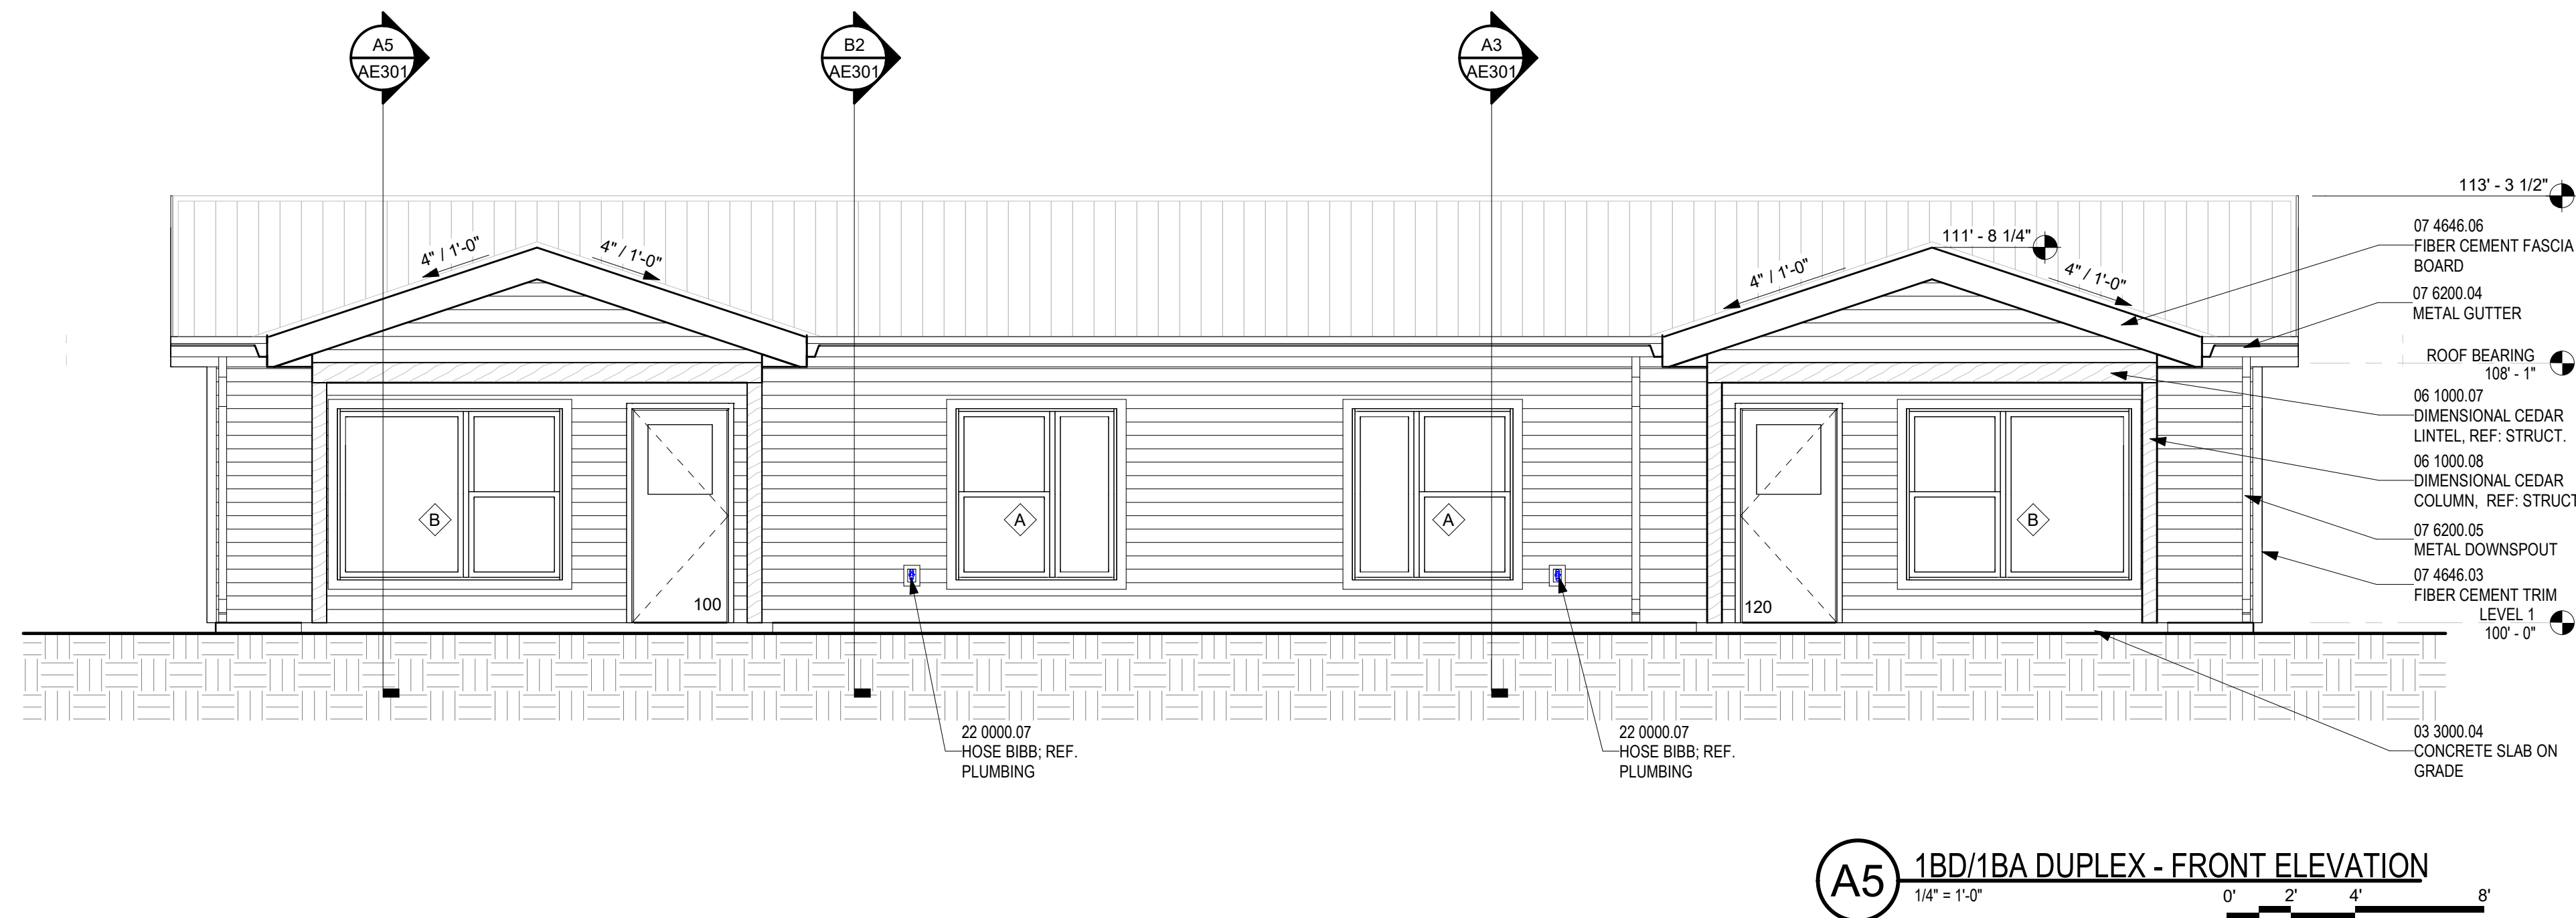 A5
AE301
B2
AE301
A3
AE301
113' - 3 1/2"
4" / 1'-0"
4" / 1'-0"
111' - 8 1/4"
4" / 1'-0"
4" / 1'-0"
07 4646.06
FIBER CEMENT FASCIA
BOARD
07 6200.04
METAL GUTTER
ROOF BEARING
108' - 1"
06 1000.07
DIMENSIONAL CEDAR
LINTEL, REF: STRUCT.
06 1000.08
DIMENSIONAL CEDAR
COLUMN, REF: STRUCT
07 6200.05
METAL DOWNSPOUT
07 4646.03
FIBER CEMENT TRIM
LEVEL 1
100' - 0"
B
A
A
B
100
120
22 0000.07
HOSE BIBB; REF.
PLUMBING
22 0000.07
HOSE BIBB; REF.
PLUMBING
03 3000.04
CONCRETE SLAB ON
GRADE
A5
1BD/1BA DUPLEX - FRONT ELEVATION
1/4" = 1'-0"
0' 2' 4' 8'